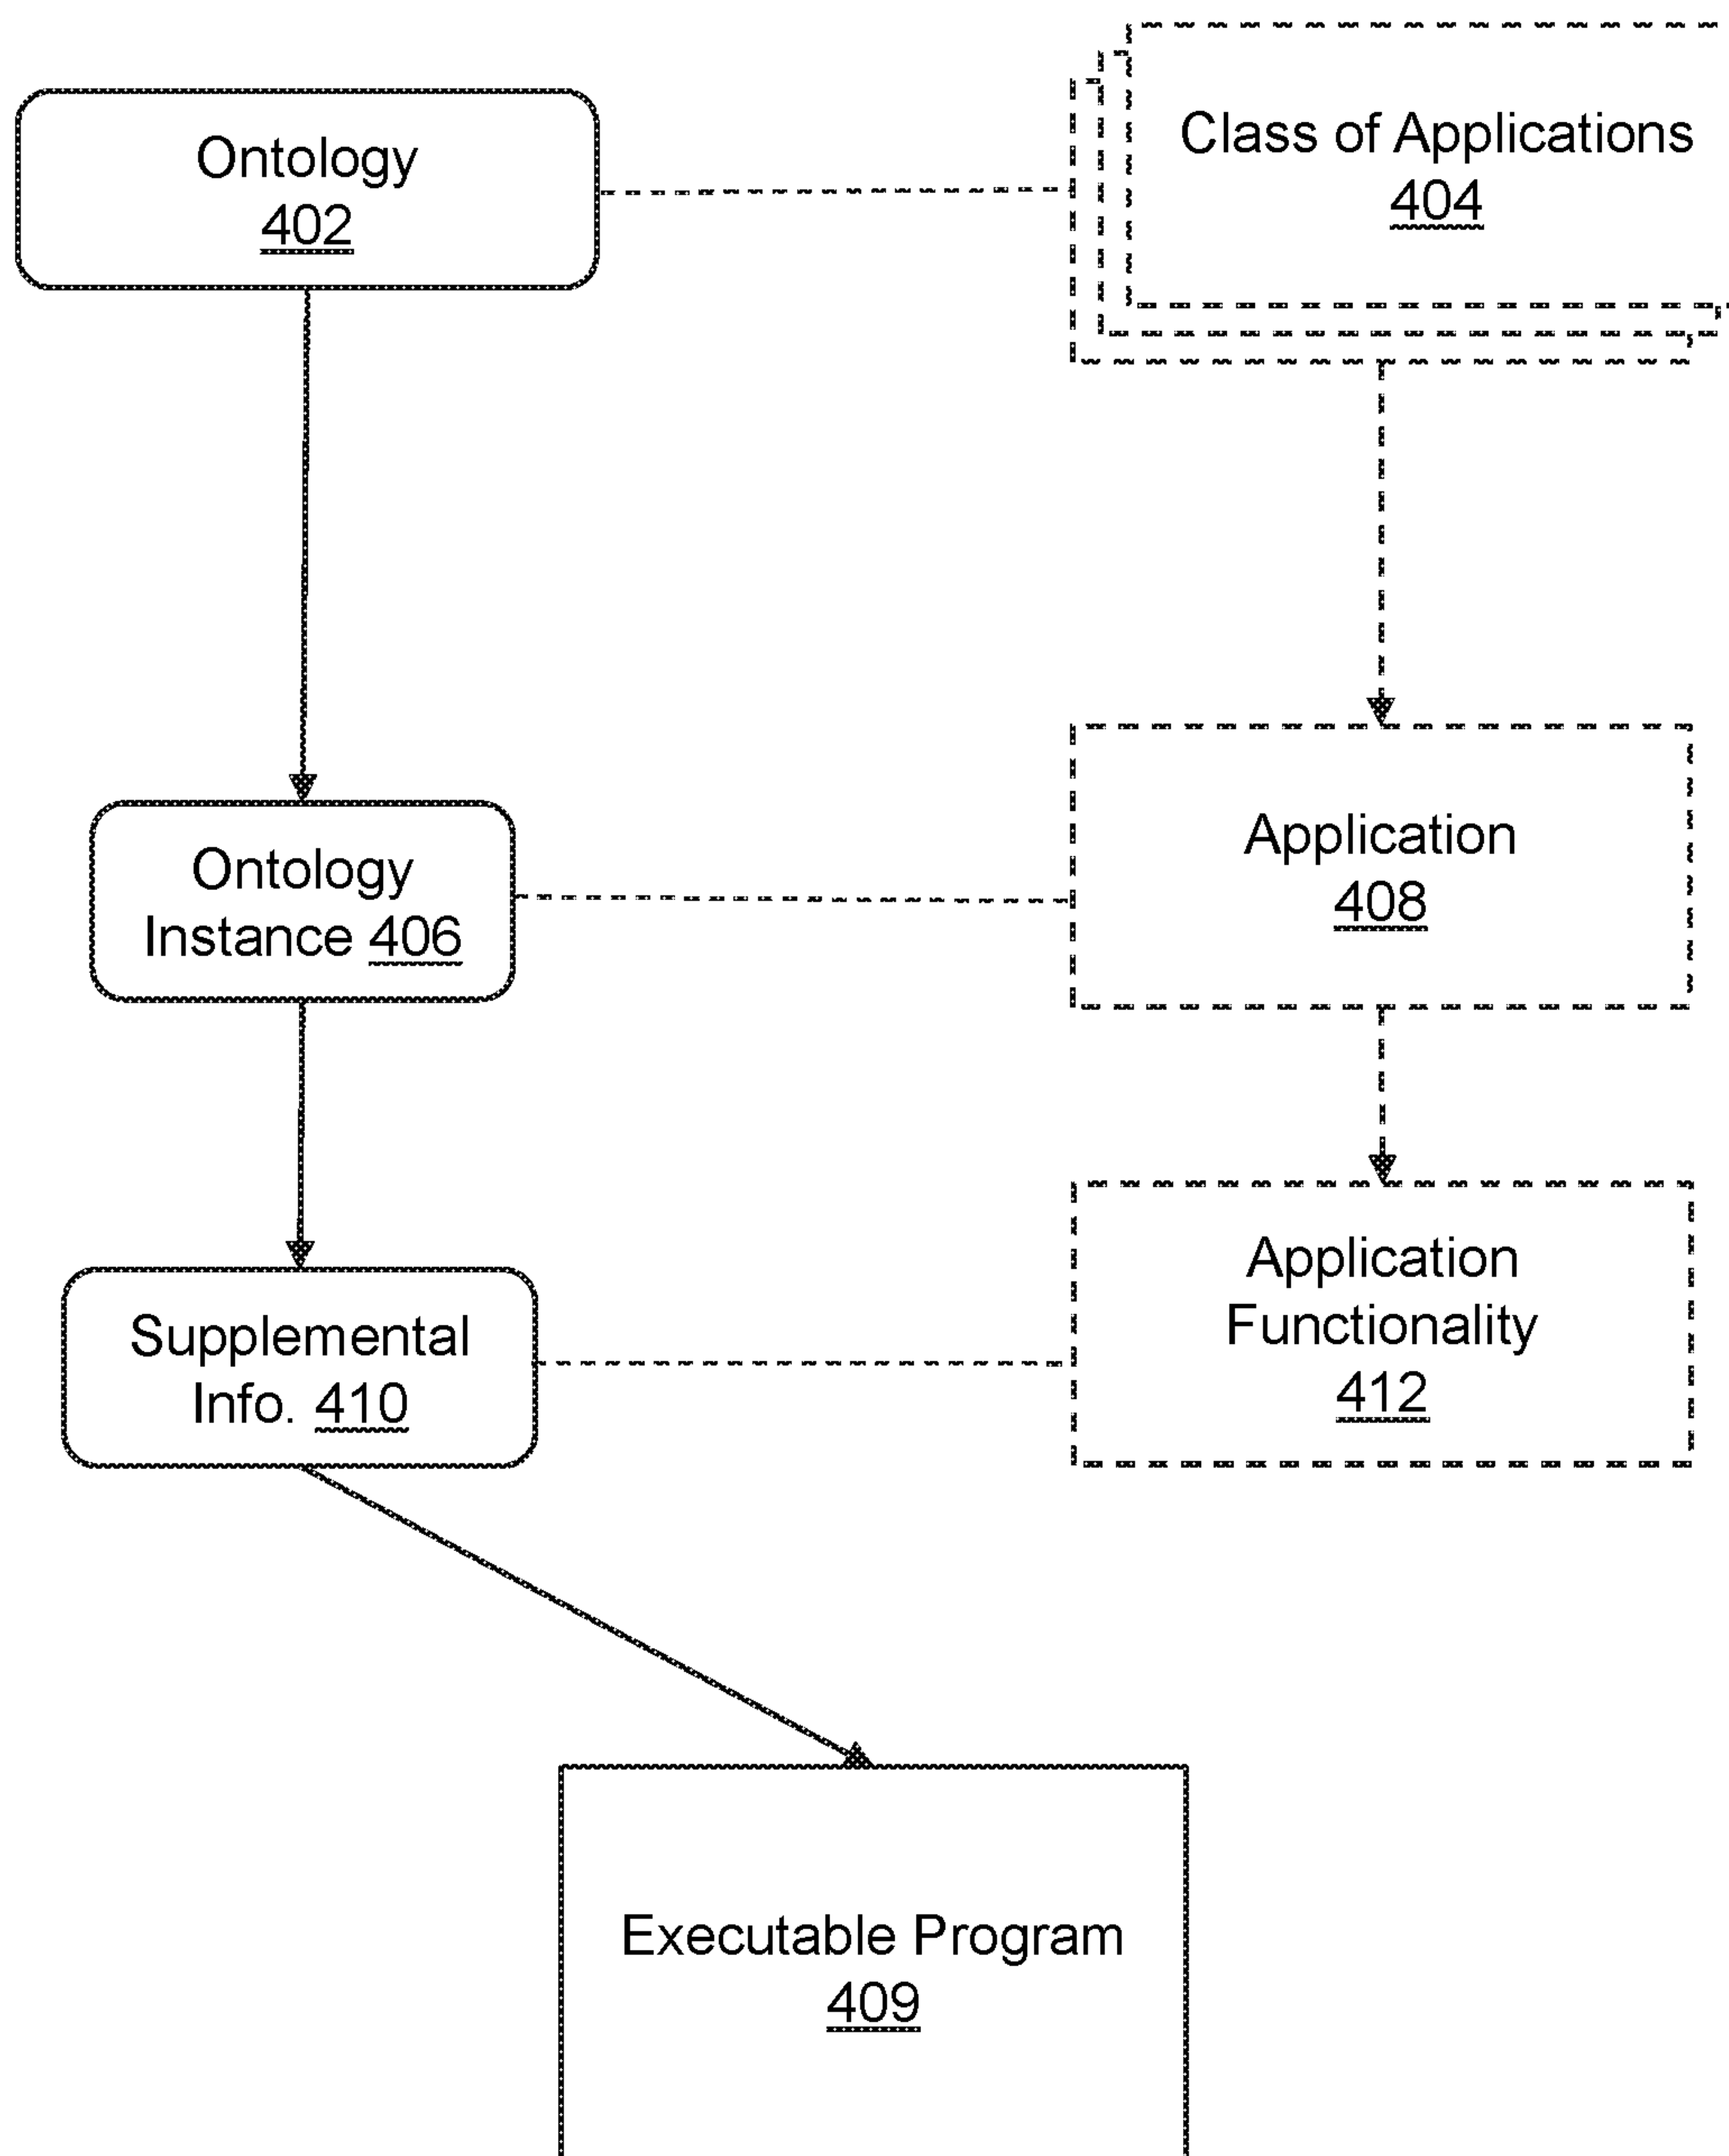 Ontology
402
Class of Applications
404
Ontology
Instance 406
Application
408
Supplemental
Info. 410
Application
Functionality
412
Executable Program
409